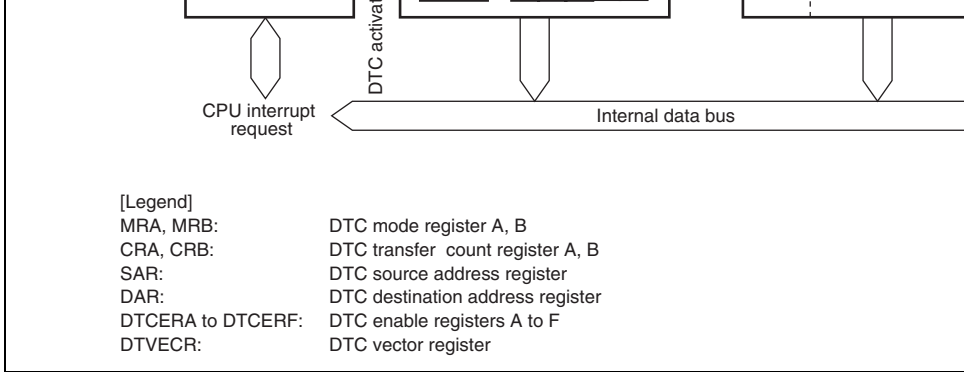 DTC activat
CPU interrupt
request
Internal data bus
[Legend]
MRA, MRB: DTC mode register A, B
CRA, CRB: DTC transfer count register A, B
SAR: DTC source address register
DAR: DTC destination address register
DTCERA to DTCERF: DTC enable registers A to F
DTVECR: DTC vector register